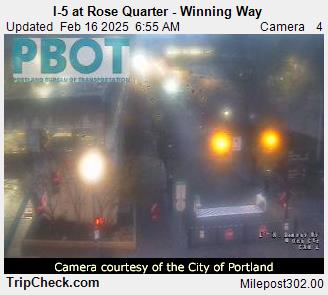 I-5 at Rose Quarter - Winning Way
Updated Feb 16 2025 6:55 AM Camera 4
PBOT
PORTLAND BUREAU OF TRANSPORTATION
Camera courtesy of the City of Portland
TripCheck.com Milepost302.00